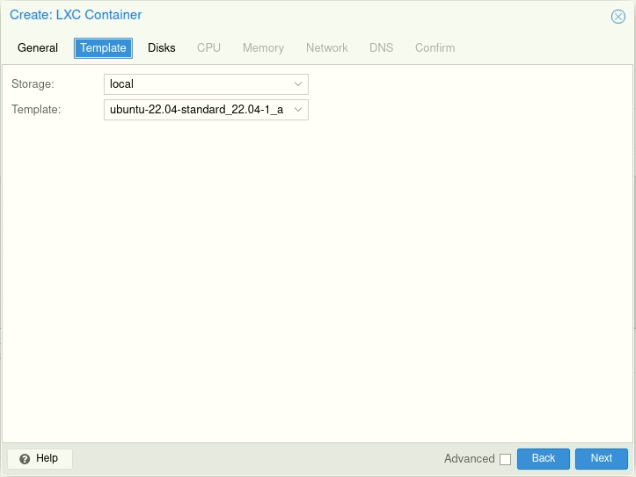 Create: LXC Container
General Template Disks CPU Memory Network DNS Confirm
Storage: local
Template: ubuntu-22.04-standard_22.04-1_a
Help Advanced Back Next